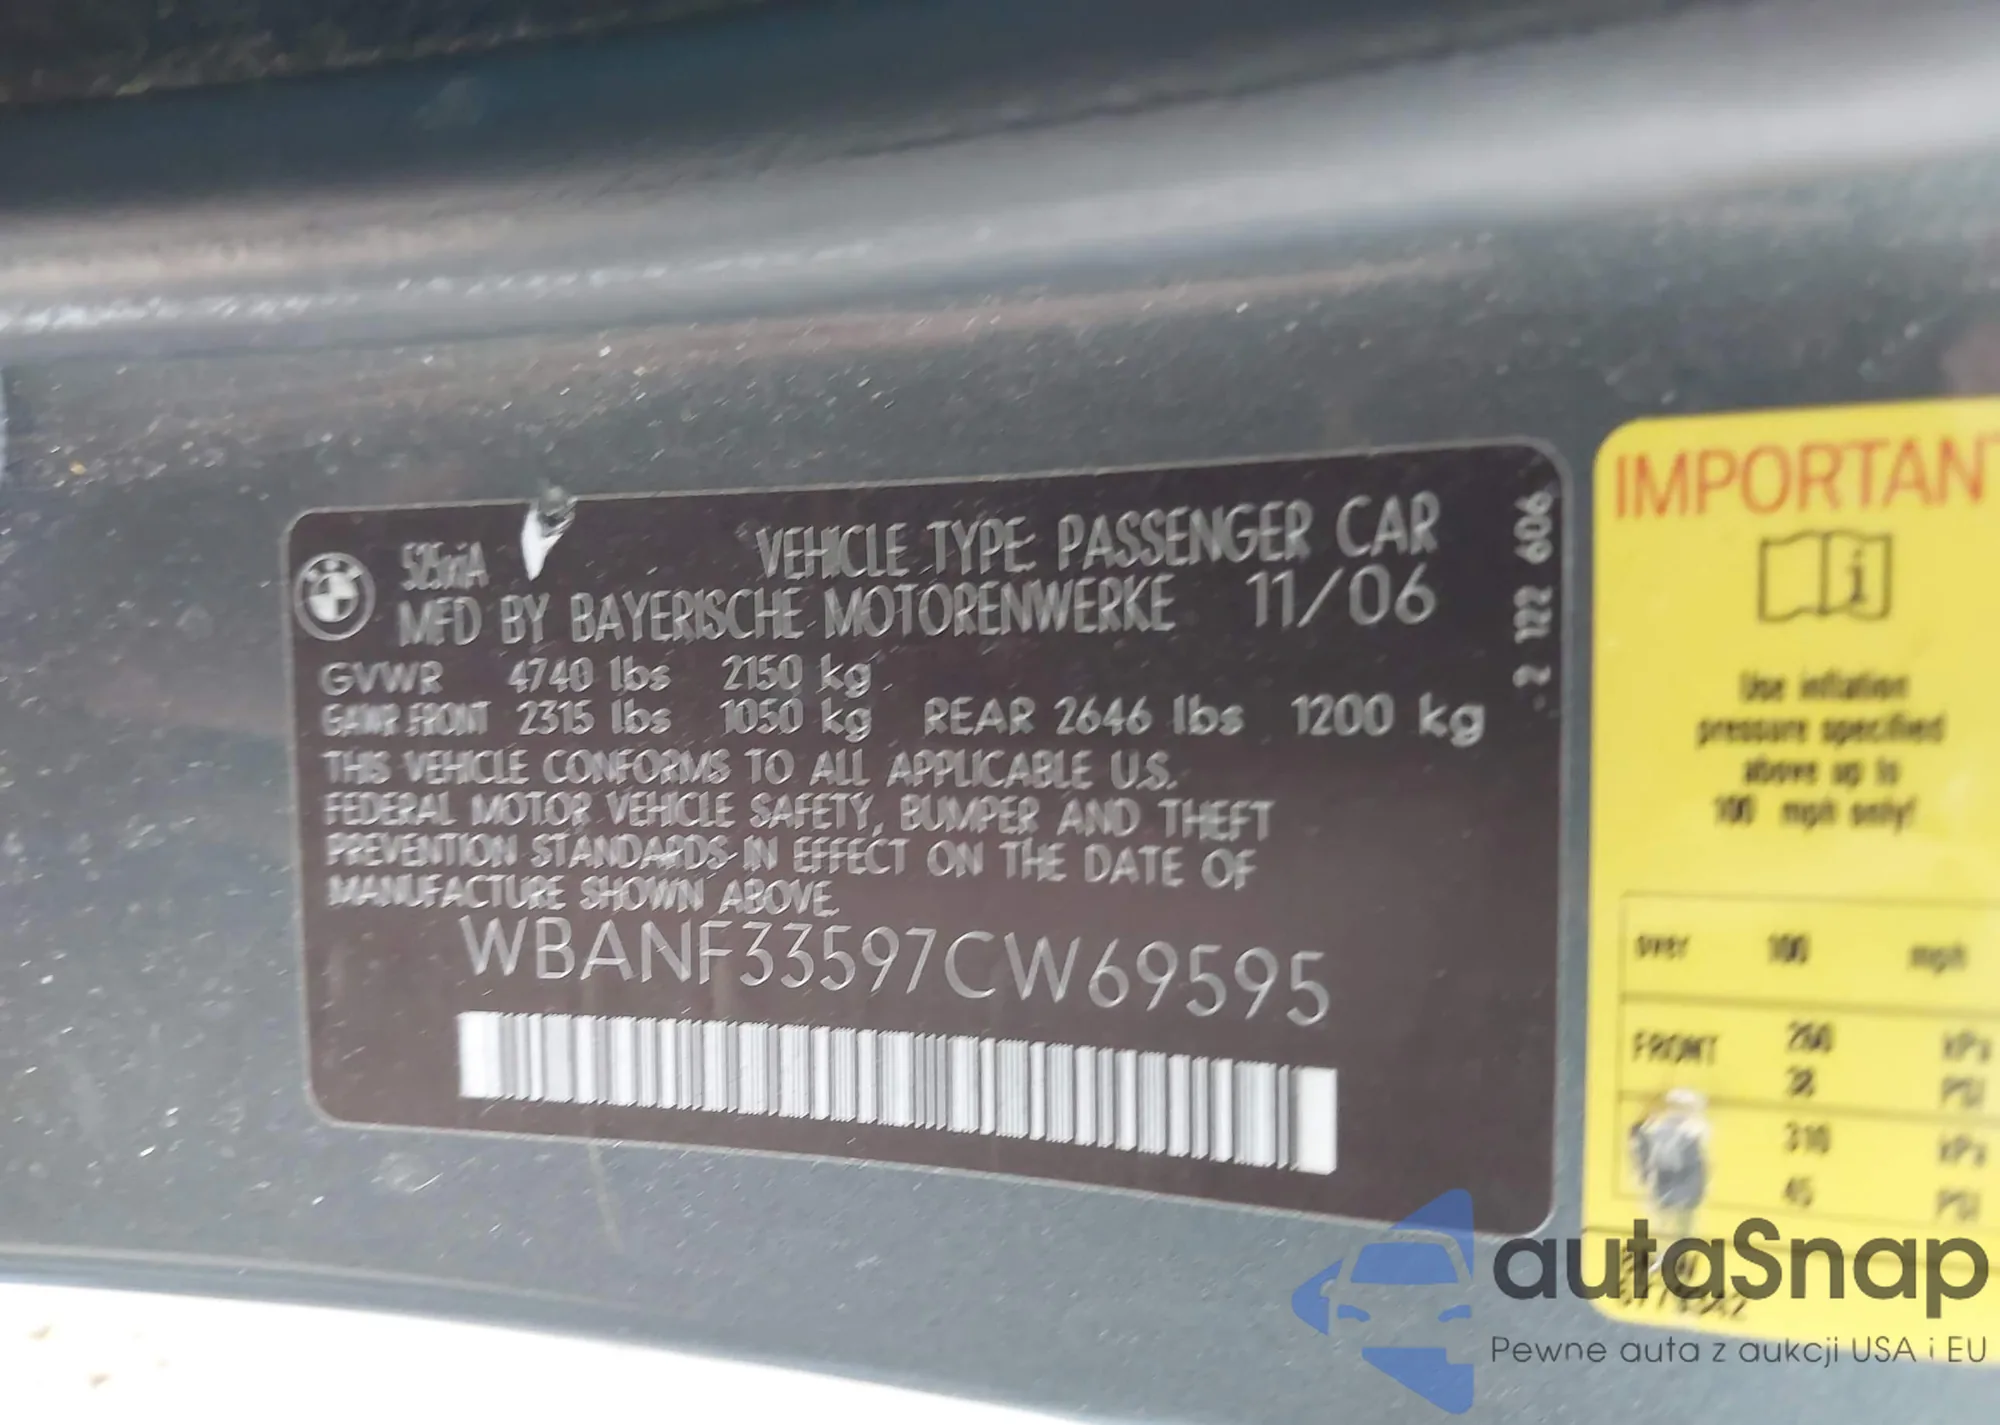 525xiA
VEHICLE TYPE: PASSENGER CAR
MFD BY BAYERISCHE MOTORENWERKE 11/06
GVWR 4740 lbs 2150 kg
GAWR FRONT 2315 lbs 1050 kg REAR 2646 lbs 1200 kg
THIS VEHICLE CONFORMS TO ALL APPLICABLE U.S.
FEDERAL MOTOR VEHICLE SAFETY, BUMPER AND THEFT
PREVENTION STANDARDS IN EFFECT ON THE DATE OF
MANUFACTURE SHOWN ABOVE.
WBANF33597CW69595
2 122 606
IMPORTANT
Use inflation
pressure specified
above up to
100 mph only!
over 100 mph
FRONT 260 kPa
38 PSI
310 kPa
45 PSI
autaSnap
Pewne auta z aukcji USA i EU